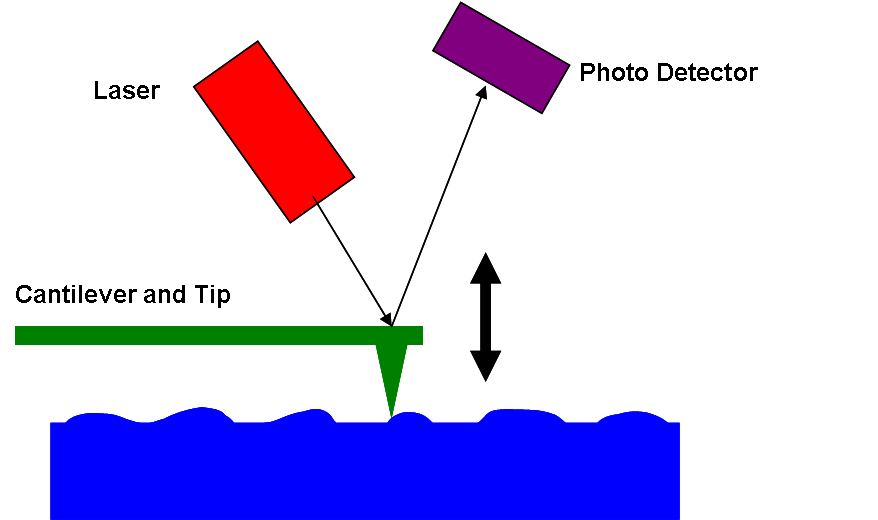 Laser
Photo Detector
Cantilever and Tip